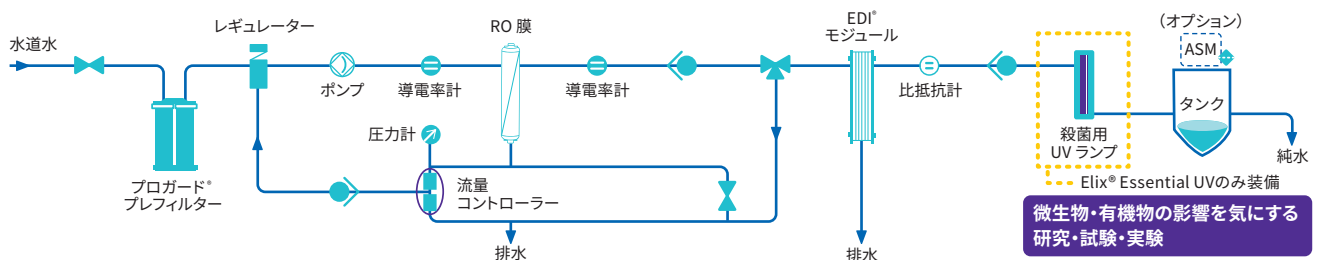 水道水
プロガード®
プレフィルター
レギュレーター
ポンプ
導電率計
RO 膜
導電率計
圧力計
流量
コントローラー
排水
EDI®
モジュール
排水
比抵抗計
殺菌用
UV ランプ
Elix® Essential UVのみ装備
微生物・有機物の影響を気にする
研究・試験・実験
（オプション）
ASM
タンク
純水